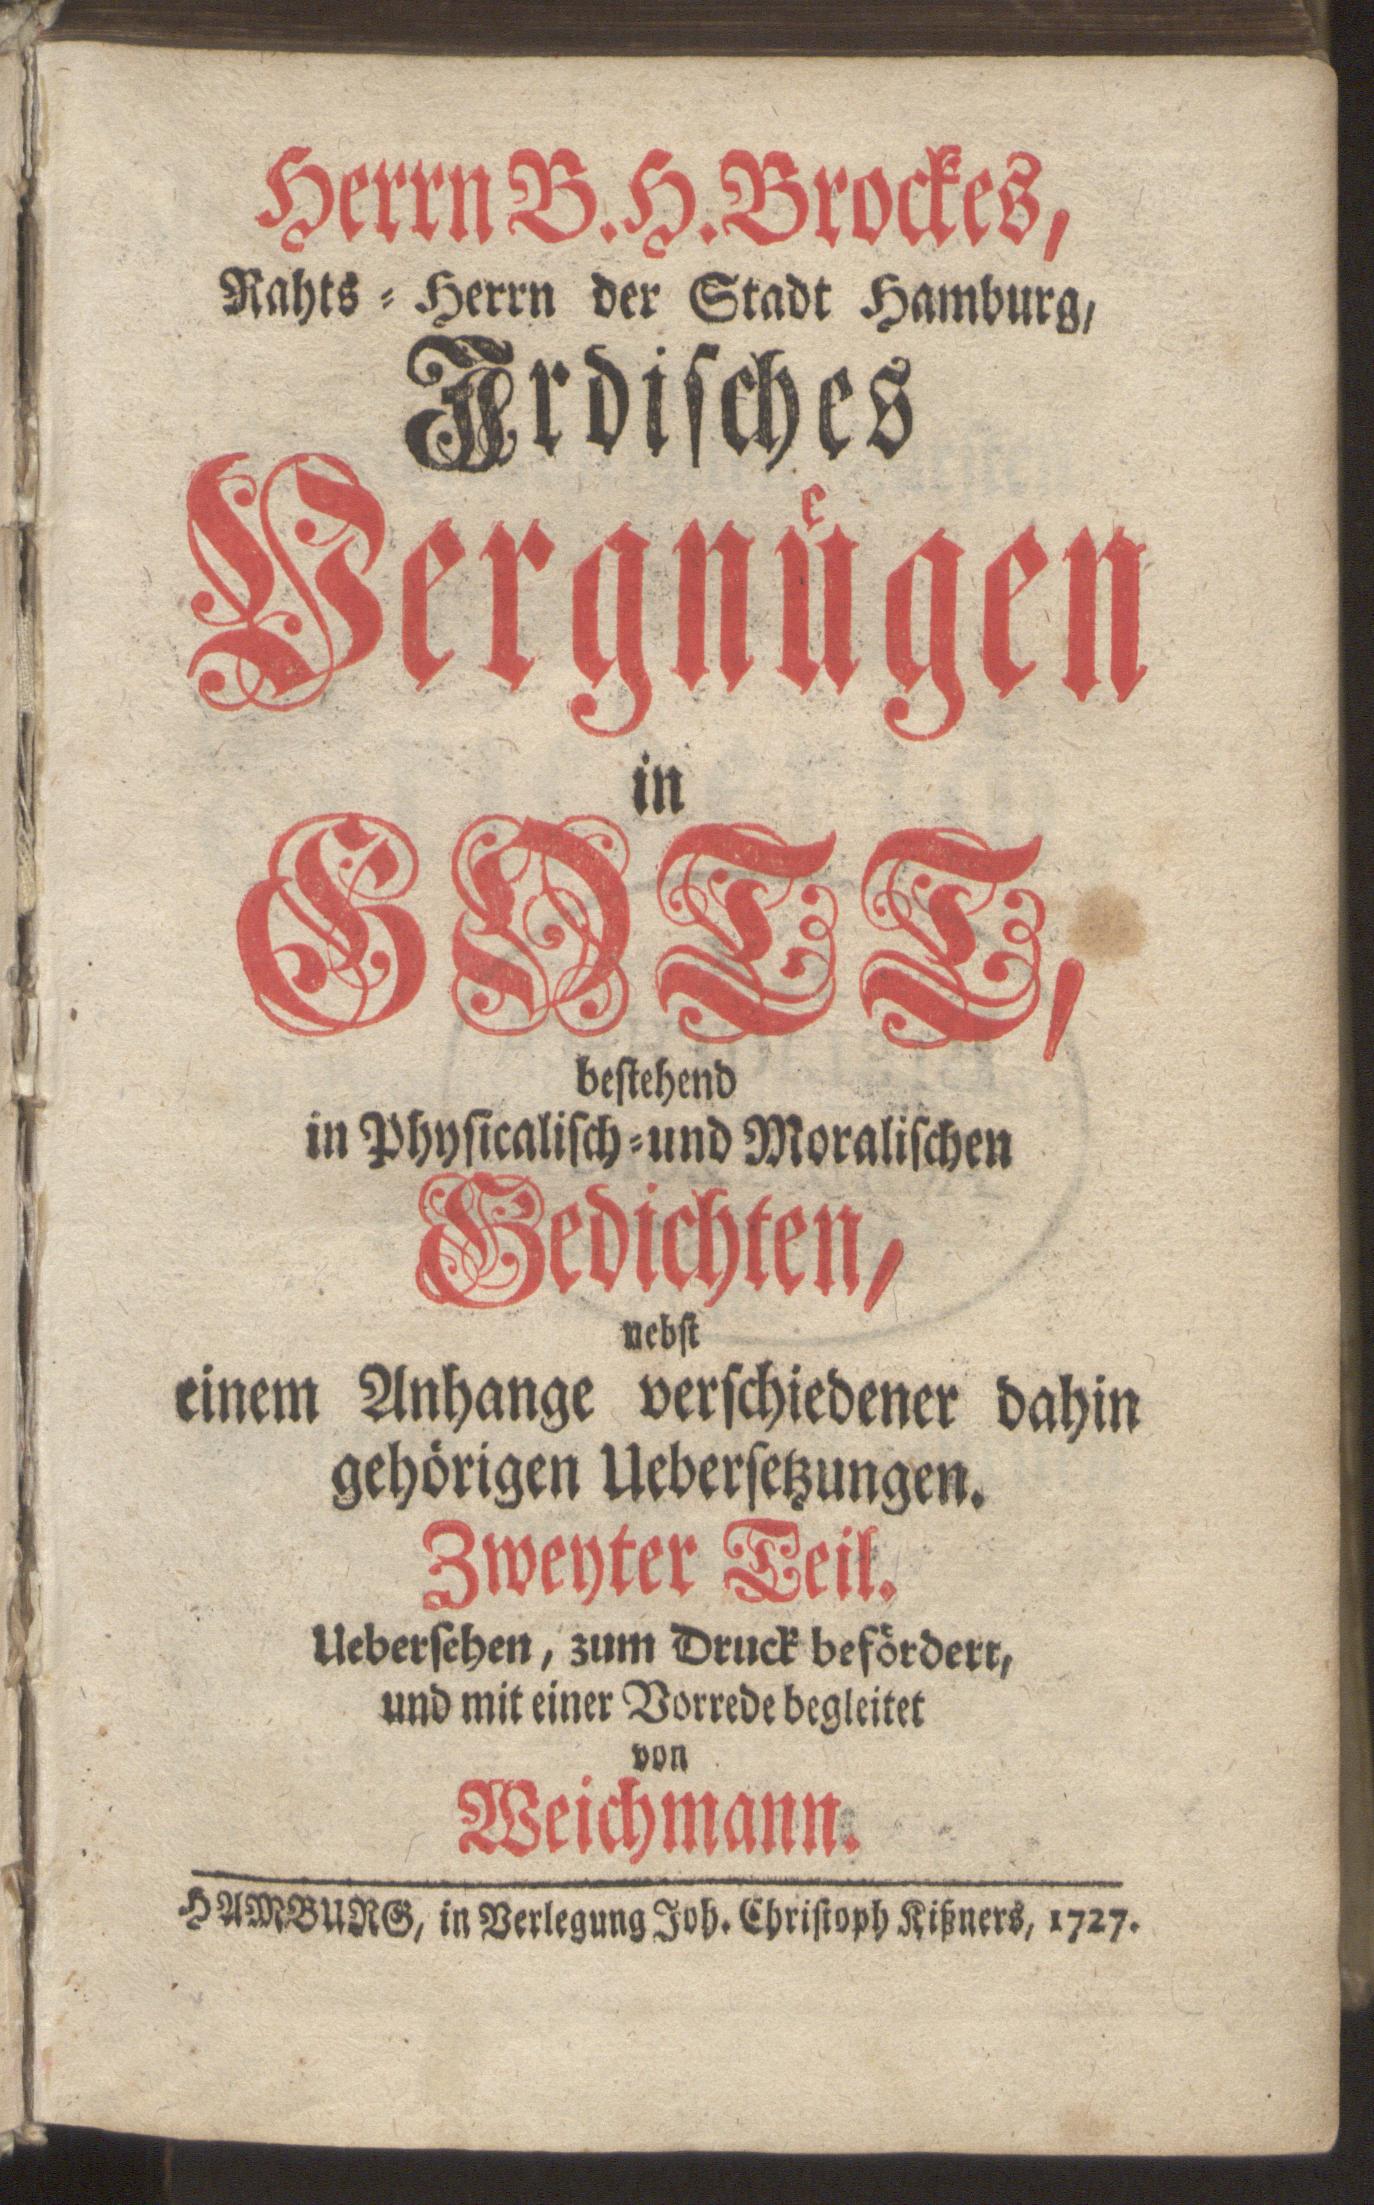 Herrn B. H. Brockes,
Rahts-Herrn der Stadt Hamburg,
Irdisches
Vergnuͤgen
in
GOTT,
bestehend
in Physicalisch-und Moralischen
Gedichten,
nebst
einem Anhange verschiedener dahin
gehörigen Uebersetzungen.
Zweyter Teil.
Uebersehen, zum Druck befördert,
und mit einer Vorrede begleitet
von
Weichmann.
HAMBURG, in Verlegung Joh. Christoph Kißners, 1727.